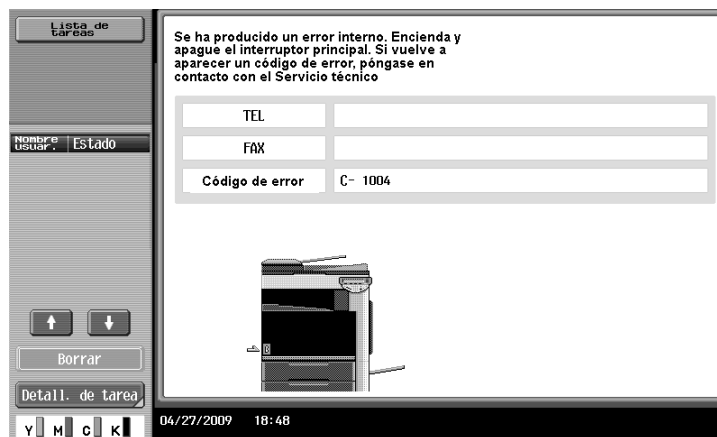 Lista de
tareas
Se ha producido un error interno. Encienda y
apague el interruptor principal. Si vuelve a
aparecer un código de error, póngase en
contacto con el Servicio técnico
TEL
FAX
Código de error C- 1004
Nombre
usuar. Estado
Borrar
Detall. de tarea
Y M C K
04/27/2009 18:48